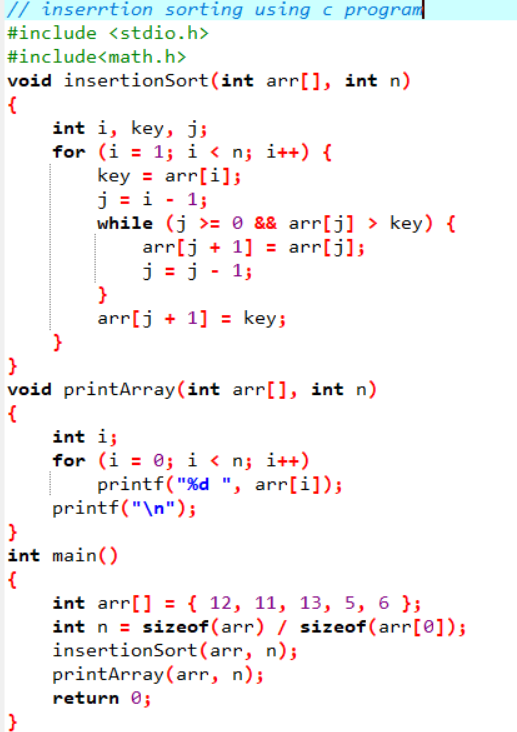 // inserrtion sorting using c program
#include <stdio.h>
#include<math.h>
void insertionSort(int arr[], int n)
{
    int i, key, j;
    for (i = 1; i < n; i++) {
        key = arr[i];
        j = i - 1;
        while (j >= 0 && arr[j] > key) {
            arr[j + 1] = arr[j];
            j = j - 1;
        }
        arr[j + 1] = key;
    }
}
void printArray(int arr[], int n)
{
    int i;
    for (i = 0; i < n; i++)
        printf("%d ", arr[i]);
    printf("\n");
}
int main()
{
    int arr[] = { 12, 11, 13, 5, 6 };
    int n = sizeof(arr) / sizeof(arr[0]);
    insertionSort(arr, n);
    printArray(arr, n);
    return 0;
}